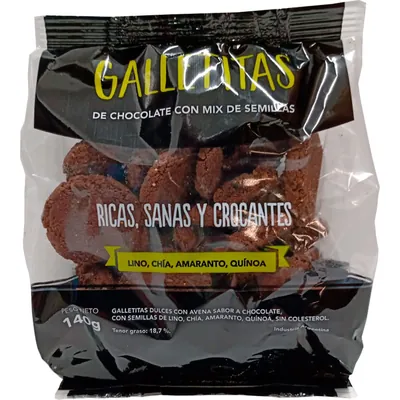 GALLETITAS
DE CHOCOLATE CON MIX DE SEMILLAS
RICAS, SANAS Y CROCANTES
LINO, CHÍA, AMARANTO, QUÍNOA
PESO NETO
140g
GALLETITAS DULCES CON AVENA SABOR A CHOCOLATE,
CON SEMILLAS DE LINO, CHÍA, AMARANTO, QUÍNOA, SIN COLESTEROL.
Tenor graso: 18,7 %.
Industria Argentina